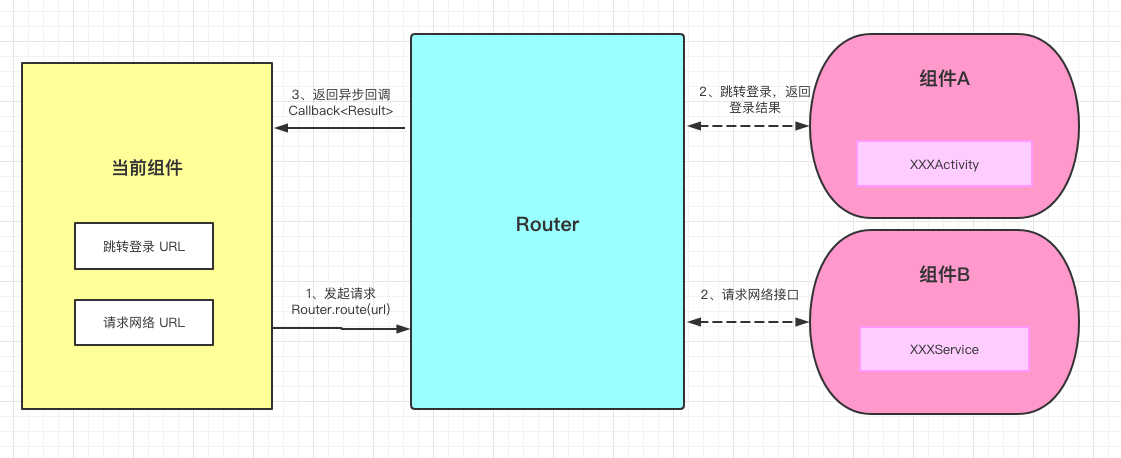 当前组件
跳转登录 URL
请求网络 URL
3、返回异步回调
Callback<Result>
1、发起请求
Router.route(url)
Router
2、跳转登录，返回
登录结果
2、请求网络接口
组件A
XXXActivity
组件B
XXXService